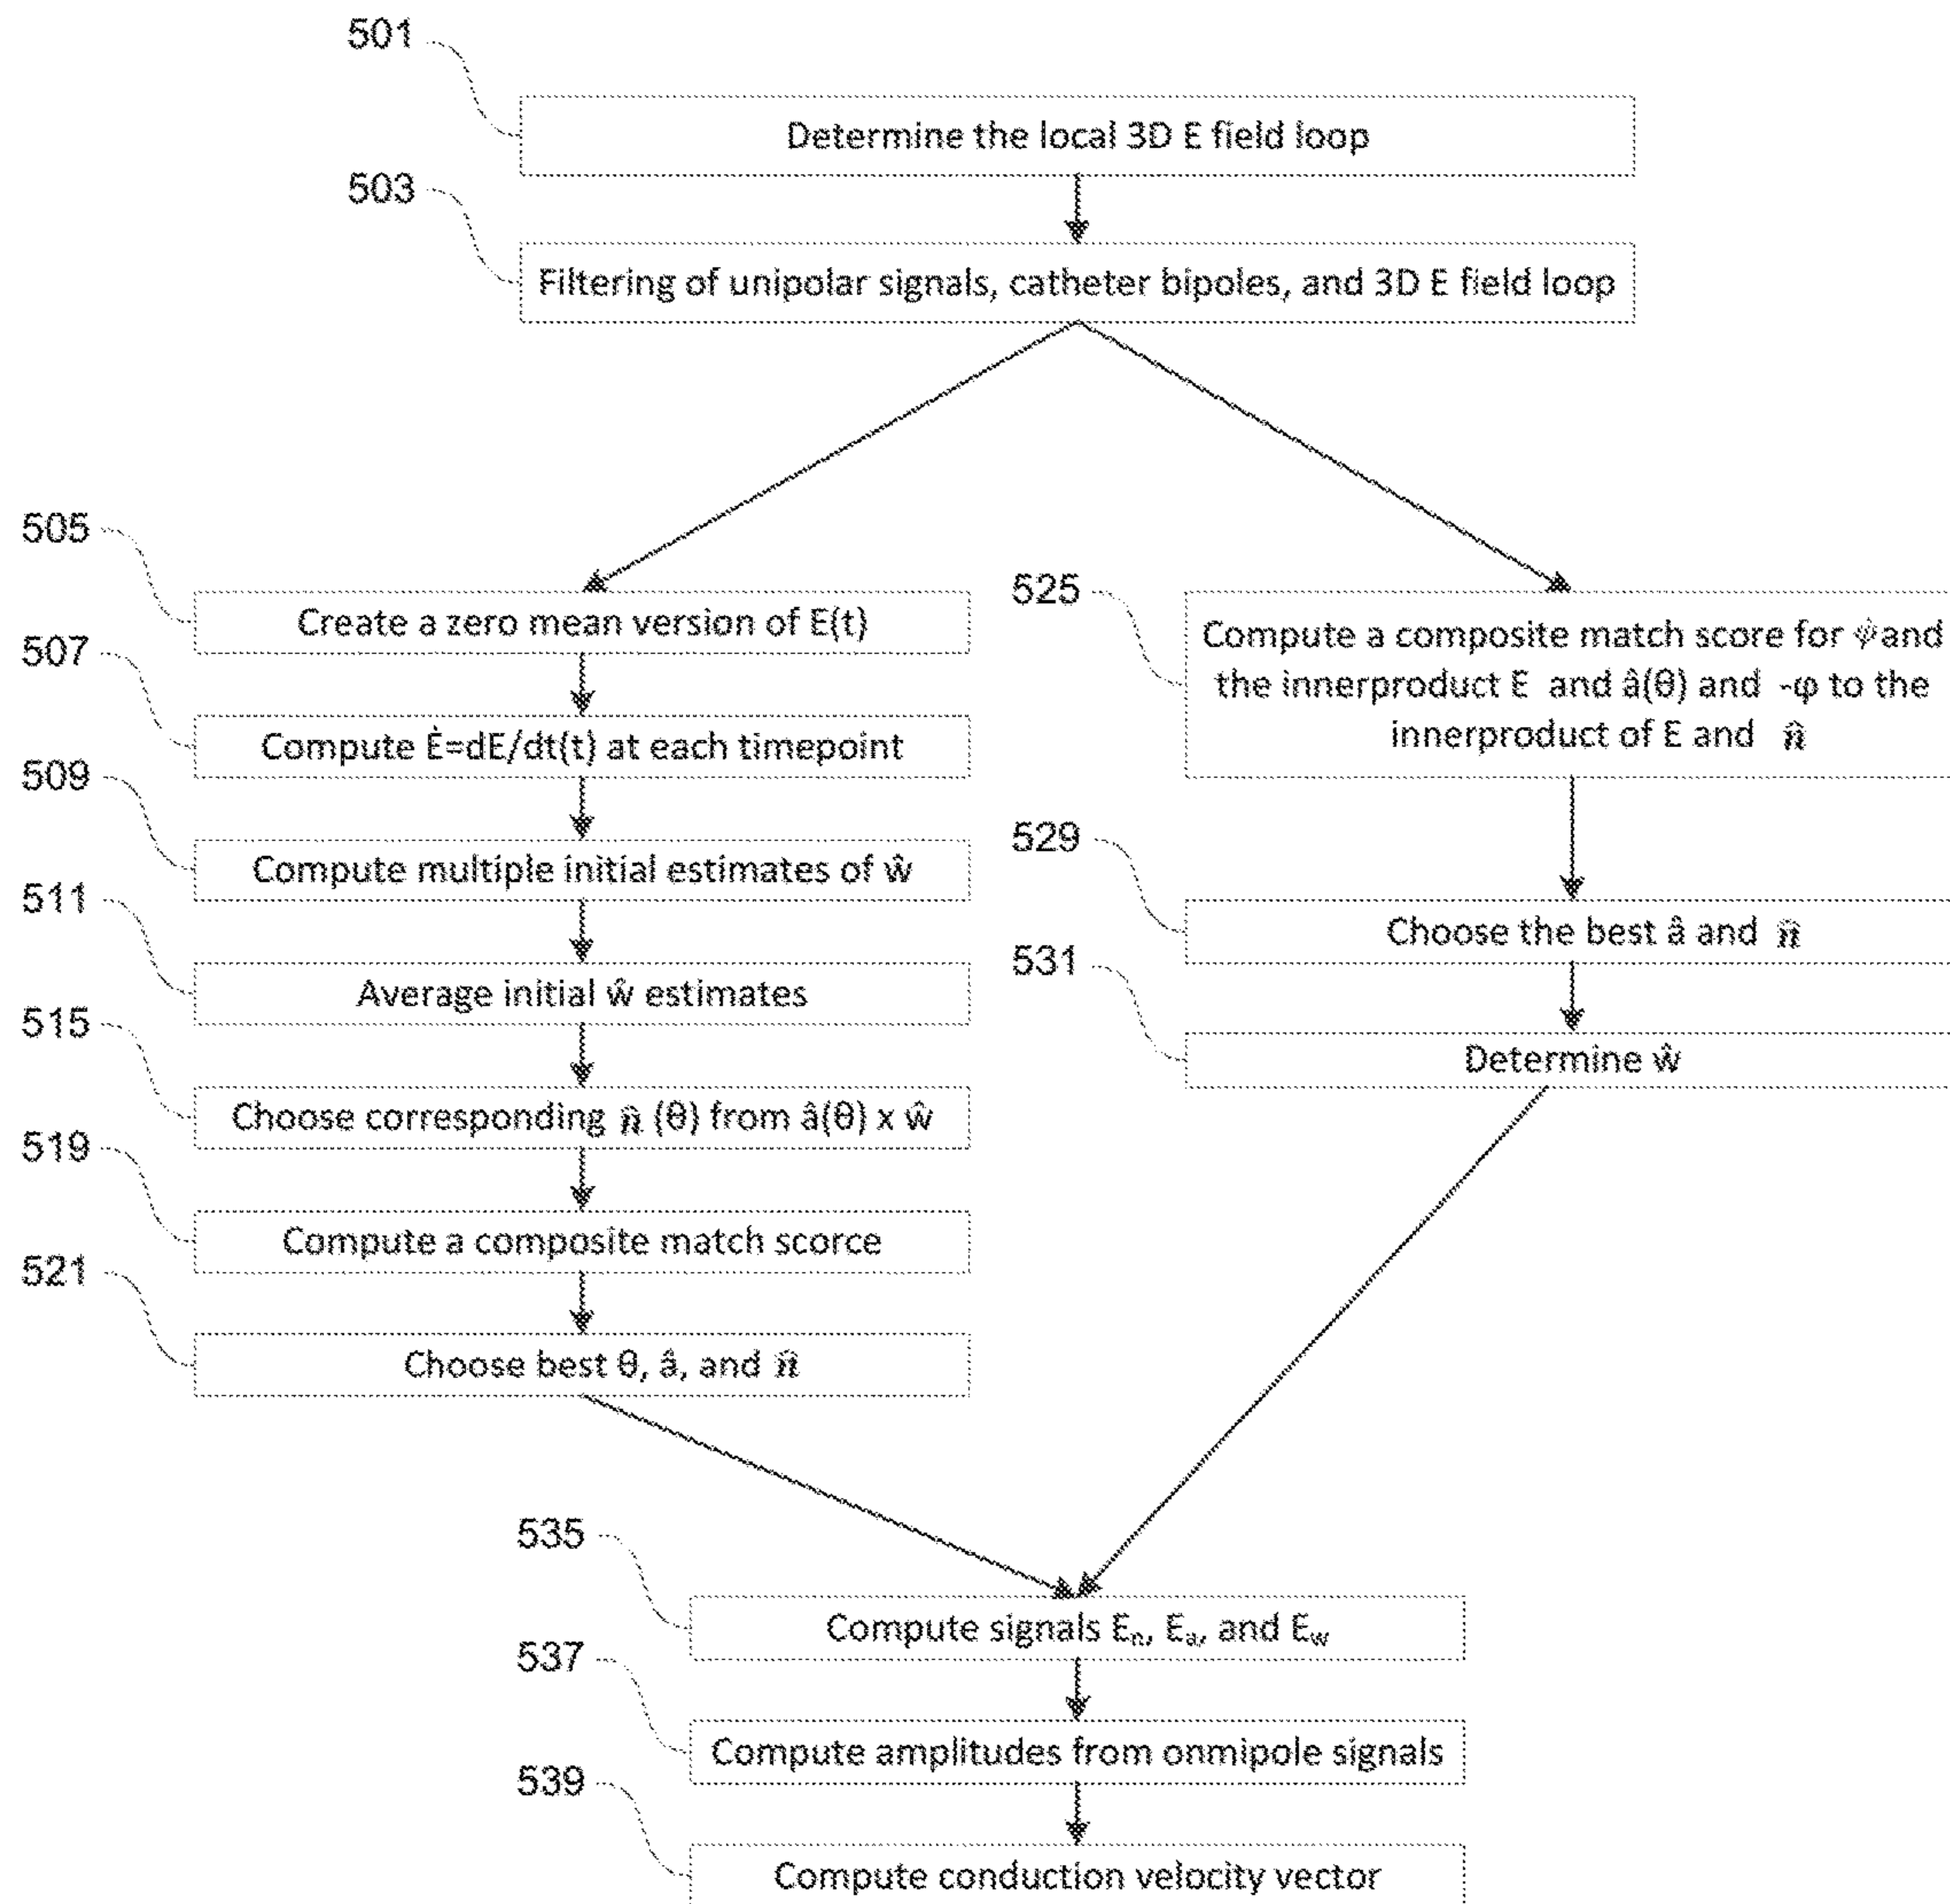 501
Determine the local 3D E field loop
503
Filtering of unipolar signals, catheter bipoles, and 3D E field loop
505
Create a zero mean version of E(t)
507
Compute Ė=dE/dt(t) at each timepoint
509
Compute multiple initial estimates of ŵ
511
Average initial ŵ estimates
515
Choose corresponding n̂ (θ) from â(θ) x ŵ
519
Compute a composite match scorce
521
Choose best θ, â, and n̂
525
Compute a composite match score for φ̇ and
the innerproduct E and â(θ) and -φ to the
innerproduct of E and n̂
529
Choose the best â and n̂
531
Determine ŵ
535
Compute signals Eₙ, Eₐ, and E_w
537
Compute amplitudes from onmipole signals
539
Compute conduction velocity vector